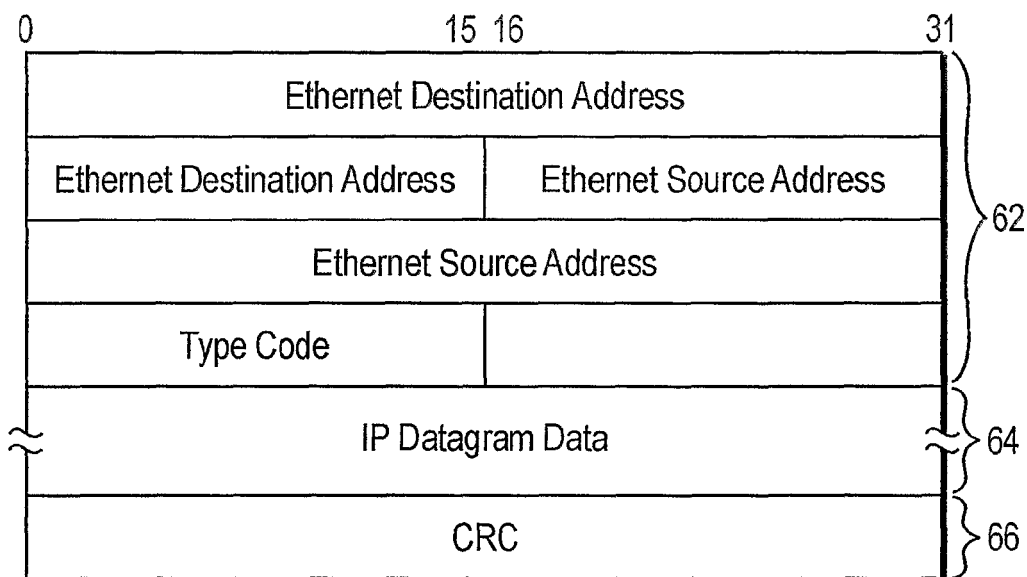 0 15 16 31
Ethernet Destination Address
Ethernet Destination Address Ethernet Source Address
62
Ethernet Source Address
Type Code
IP Datagram Data
64
CRC
66